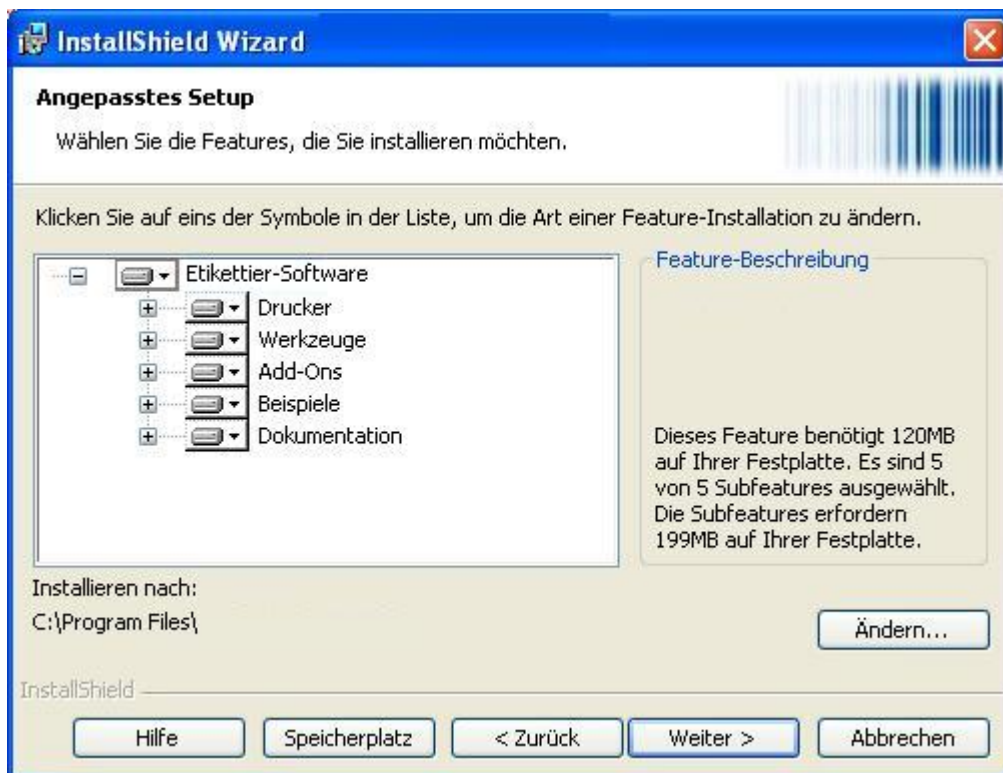 InstallShield Wizard
Angepasstes Setup
Wählen Sie die Features, die Sie installieren möchten.
Klicken Sie auf eins der Symbole in der Liste, um die Art einer Feature-Installation zu ändern.
Etikettier-Software
Drucker
Werkzeuge
Add-Ons
Beispiele
Dokumentation
Feature-Beschreibung
Dieses Feature benötigt 120MB
auf Ihrer Festplatte. Es sind 5
von 5 Subfeatures ausgewählt.
Die Subfeatures erfordern
199MB auf Ihrer Festplatte.
Installieren nach:
C:\Program Files\
Ändern...
InstallShield
Hilfe
Speicherplatz
< Zurück
Weiter >
Abbrechen